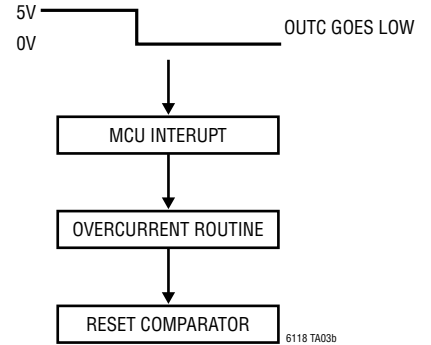 5V
OUTC GOES LOW
0V
MCU INTERUPT
OVERCURRENT ROUTINE
RESET COMPARATOR
6118 TA03b